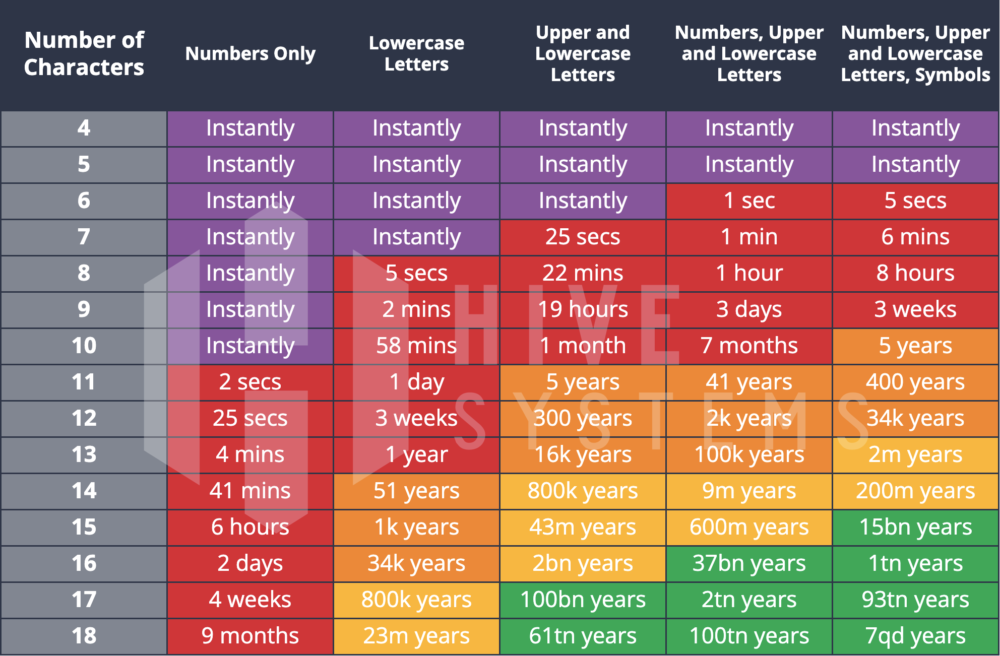 Number of Characters | Numbers Only | Lowercase Letters | Upper and Lowercase Letters | Numbers, Upper and Lowercase Letters | Numbers, Upper and Lowercase Letters, Symbols
4 | Instantly | Instantly | Instantly | Instantly | Instantly
5 | Instantly | Instantly | Instantly | Instantly | Instantly
6 | Instantly | Instantly | Instantly | 1 sec | 5 secs
7 | Instantly | Instantly | 25 secs | 1 min | 6 mins
8 | Instantly | 5 secs | 22 mins | 1 hour | 8 hours
9 | Instantly | 2 mins | 19 hours | 3 days | 3 weeks
10 | Instantly | 58 mins | 1 month | 7 months | 5 years
11 | 2 secs | 1 day | 5 years | 41 years | 400 years
12 | 25 secs | 3 weeks | 300 years | 2k years | 34k years
13 | 4 mins | 1 year | 16k years | 100k years | 2m years
14 | 41 mins | 51 years | 800k years | 9m years | 200m years
15 | 6 hours | 1k years | 43m years | 600m years | 15bn years
16 | 2 days | 34k years | 2bn years | 37bn years | 1tn years
17 | 4 weeks | 800k years | 100bn years | 2tn years | 93tn years
18 | 9 months | 23m years | 61tn years | 100tn years | 7qd years
HIVE
SYSTEMS